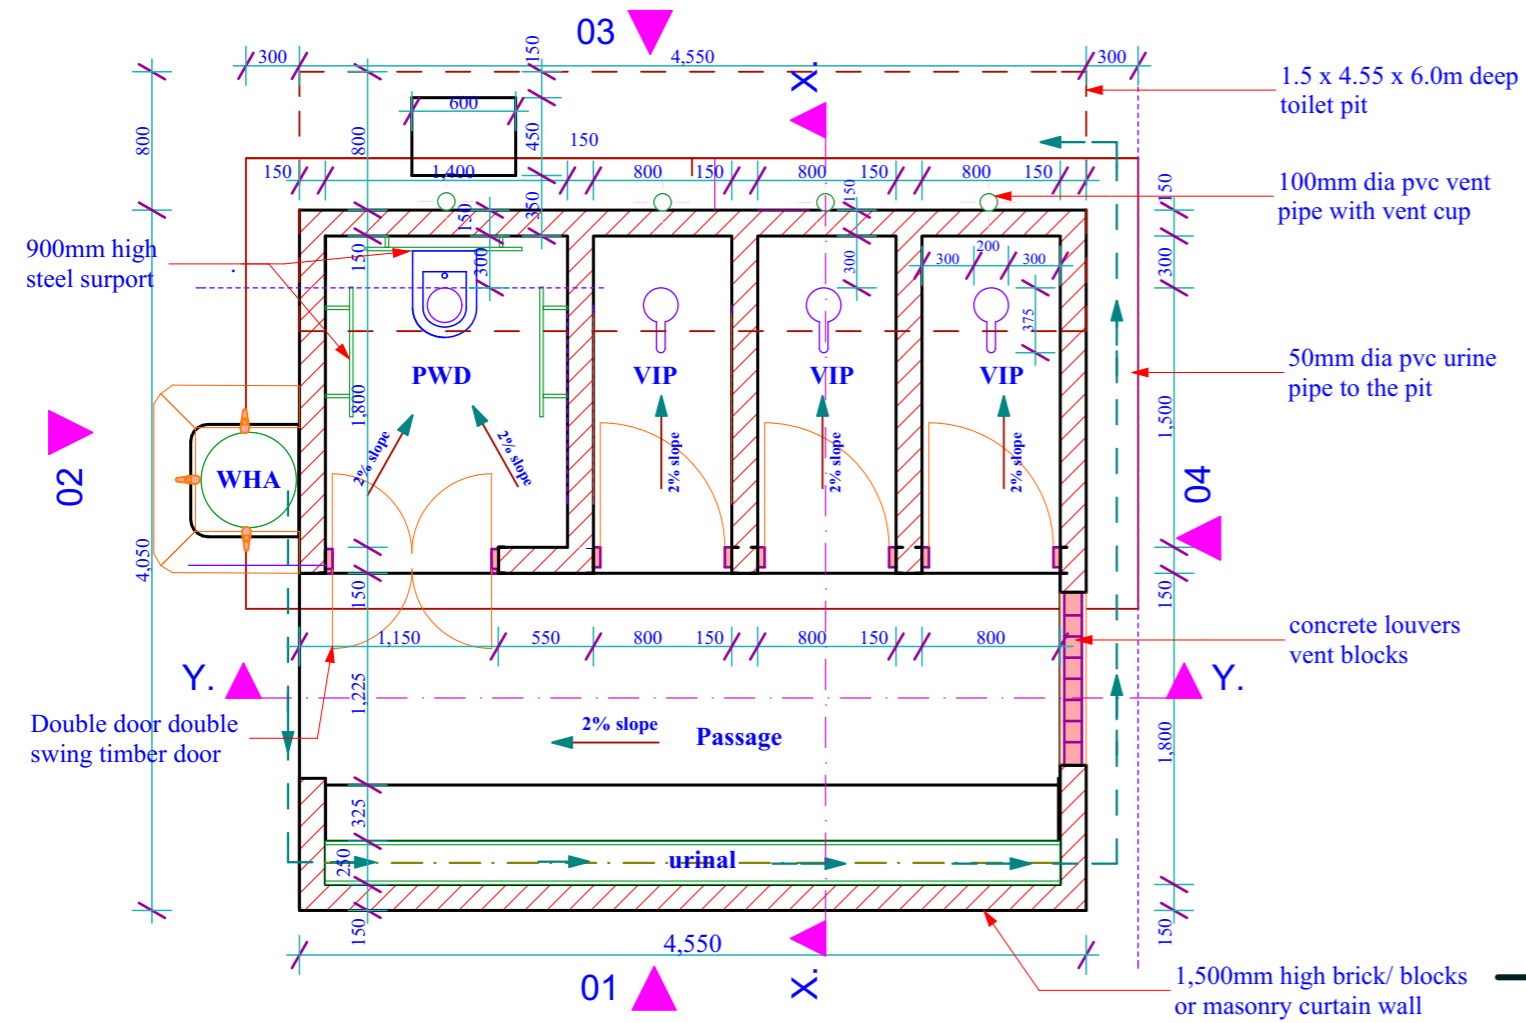 03
300
4,550
300
150
X.
1.5 x 4.55 x 6.0m deep
toilet pit
600
800
800
450
150
150
1,400
800
150
800
150
800
150
150
100mm dia pvc vent
pipe with vent cup
150
350
150
900mm high
steel surport
150
300
300
200
300
300
300
375
50mm dia pvc urine
pipe to the pit
PWD
VIP
VIP
VIP
1,800
1,500
02
WHA
2% slope
2% slope
2% slope
2% slope
2% slope
04
4,050
150
150
1,150
550
800
150
800
150
800
concrete louvers
vent blocks
Y.
Y.
1,225
Double door double
swing timber door
2% slope
Passage
1,800
325
250
urinal
150
150
4,550
01
X.
1,500mm high brick/ blocks
or masonry curtain wall